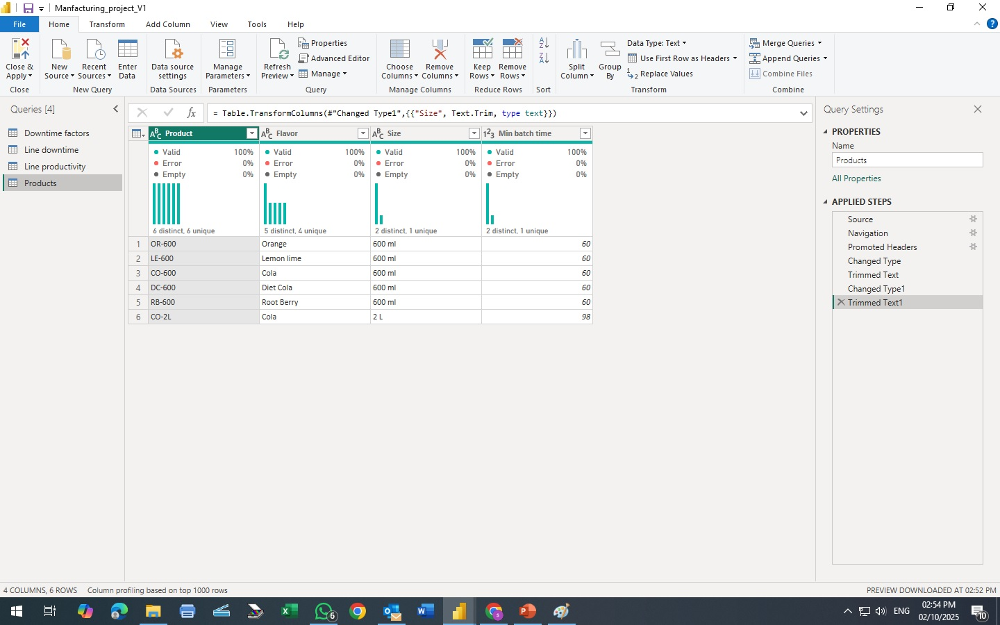 Manfacturing_project_V1
File Home Transform Add Column View Tools Help
Close & Apply
New Source
Recent Sources
Enter Data
Data source settings
Manage Parameters
Refresh Preview
Properties
Advanced Editor
Manage
Choose Columns
Remove Columns
Keep Rows
Remove Rows
Split Column
Group By
Data Type: Text
Use First Row as Headers
Replace Values
Merge Queries
Append Queries
Combine Files
Close New Query Data Sources Parameters Query Manage Columns Reduce Rows Sort Transform Combine
Queries [4]
Downtime factors
Line downtime
Line productivity
Products
= Table.TransformColumns(#"Changed Type1",{{"Size", Text.Trim, type text}})
Product Flavor Size Min batch time
Valid 100% Valid 100% Valid 100% Valid 100%
Error 0% Error 0% Error 0% Error 0%
Empty 0% Empty 0% Empty 0% Empty 0%
6 distinct, 6 unique 5 distinct, 4 unique 2 distinct, 1 unique 2 distinct, 1 unique
1 OR-600 Orange 600 ml 60
2 LE-600 Lemon lime 600 ml 60
3 CO-600 Cola 600 ml 60
4 DC-600 Diet Cola 600 ml 60
5 RB-600 Root Berry 600 ml 60
6 CO-2L Cola 2 L 98
Query Settings
PROPERTIES
Name
Products
All Properties
APPLIED STEPS
Source
Navigation
Promoted Headers
Changed Type
Trimmed Text
Changed Type1
Trimmed Text1
4 COLUMNS, 6 ROWS Column profiling based on top 1000 rows PREVIEW DOWNLOADED AT 02:52 PM
6
ENG
02:54 PM
02/10/2025
10